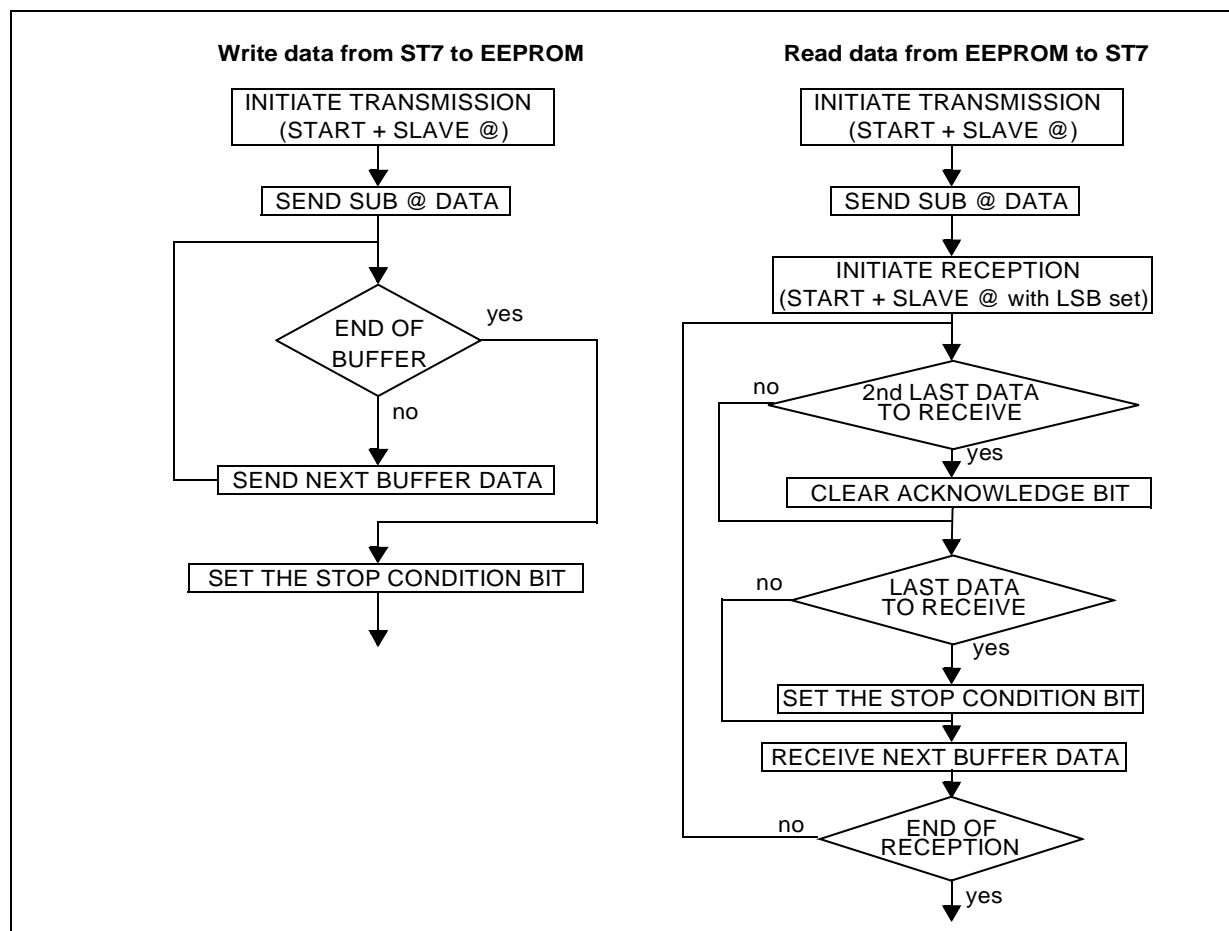 Write data from ST7 to EEPROM
INITIATE TRANSMISSION
(START + SLAVE @)
SEND SUB @ DATA
END OF
BUFFER
yes
no
SEND NEXT BUFFER DATA
SET THE STOP CONDITION BIT
Read data from EEPROM to ST7
INITIATE TRANSMISSION
(START + SLAVE @)
SEND SUB @ DATA
INITIATE RECEPTION
(START + SLAVE @ with LSB set)
no
2nd LAST DATA
TO RECEIVE
yes
CLEAR ACKNOWLEDGE BIT
no
LAST DATA
TO RECEIVE
yes
SET THE STOP CONDITION BIT
RECEIVE NEXT BUFFER DATA
no
END OF
RECEPTION
yes